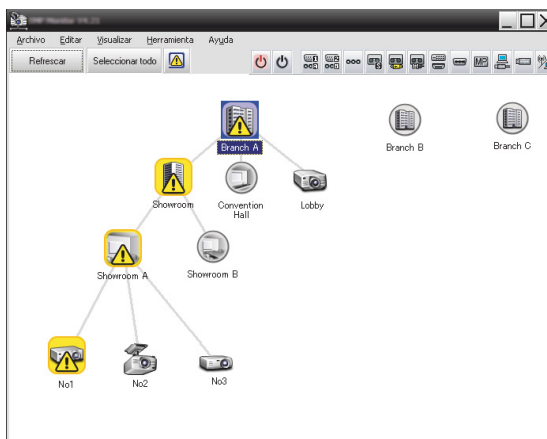 Archivo Editar Visualizar Herramienta Ayuda
Refrescar Seleccionar todo MP
Branch A Branch B Branch C
Showroom Convention Hall Lobby
Showroom A Showroom B
No1 No2 No3